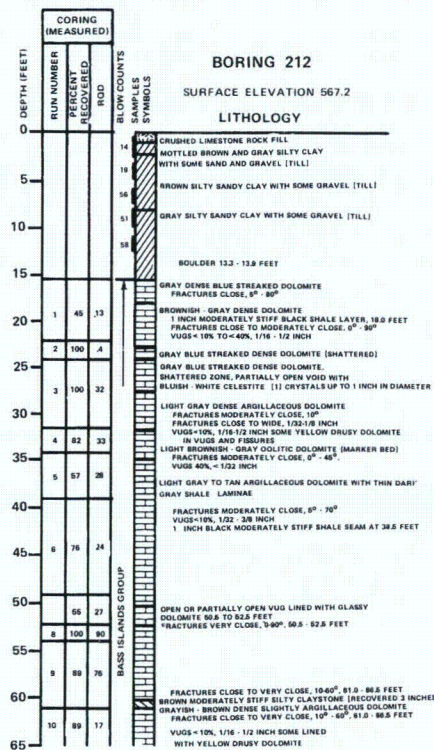 CORING
(MEASURED)
DEPTH (FEET)
RUN NUMBER
PERCENT
RECOVERED
RQD
BLOW COUNTS
SAMPLES
SYMBOLS
BORING 212
SURFACE ELEVATION 567.2
LITHOLOGY
0
CRUSHED LIMESTONE ROCK FILL
14
MOTTLED BROWN AND GRAY SILTY CLAY
WITH SOME SAND AND GRAVEL [TILL]
19
5
BROWN SILTY SANDY CLAY WITH SOME GRAVEL [TILL]
56
51
GRAY SILTY SANDY CLAY WITH SOME GRAVEL [TILL]
10
58
BOULDER 13.3 - 13.9 FEET
15
GRAY DENSE BLUE STREAKED DOLOMITE
FRACTURES CLOSE, 5° - 80°
BROWNISH - GRAY DENSE DOLOMITE
1 INCH MODERATELY STIFF BLACK SHALE LAYER, 18.0 FEET
1 45 .13
FRACTURES CLOSE TO MODERATELY CLOSE, 0° - 90°
20
VUGS < 10% TO < 40%, 1/16 - 1/2 INCH
2 100 .4
GRAY BLUE STREAKED DENSE DOLOMITE [SHATTERED]
GRAY BLUE STREAKED DENSE DOLOMITE,
25
SHATTERED ZONE, PARTIALLY OPEN VOID WITH
3 100 32
BLUISH - WHITE CELESTITE [1] CRYSTALS UP TO 1 INCH IN DIAMETER
LIGHT GRAY DENSE ARGILLACEOUS DOLOMITE
FRACTURES MODERATELY CLOSE, 10°
30
FRACTURES CLOSE TO WIDE, 1/32-1/8 INCH
VUGS<10%, 1/16-1/2 INCH SOME YELLOW DRUSY DOLOMITE
4 82 33
IN VUGS AND FISSURES
LIGHT BROWNISH - GRAY OOLITIC DOLOMITE [MARKER BED]
FRACTURES MODERATELY CLOSE, 0° - 45°.
35
VUGS 40%, < 1/32 INCH
5 57 28
LIGHT GRAY TO TAN ARGILLACEOUS DOLOMITE WITH THIN DARK
GRAY SHALE LAMINAE
40
FRACTURES MODERATELY CLOSE, 5° - 70°
VUGS<10%, 1/32 - 3/8 INCH
1 INCH BLACK MODERATELY STIFF SHALE SEAM AT 38.5 FEET
45
6 76 24
50
BASS ISLANDS GROUP
OPEN OR PARTIALLY OPEN VUG LINED WITH GLASSY
55 27
DOLOMITE 50.5 TO 52.5 FEET
FRACTURES VERY CLOSE, 0-90°, 50.5 - 52.5 FEET
8 100 90
55
9 89 76
FRACTURES CLOSE TO VERY CLOSE, 10-60°, 61.0 - 66.5 FEET
60
BROWN MODERATELY STIFF SILTY CLAYSTONE [RECOVERED 3 INCHES
GRAYISH - BROWN DENSE SLIGHTLY ARGILLACEOUS DOLOMITE
FRACTURES CLOSE TO VERY CLOSE, 10° - 60°, 61.0 - 66.5 FEET
10 89 17
VUGS < 10%, 1/16 - 1/2 INCH SOME LINED
65
WITH YELLOW DRUSY DOLOMITE